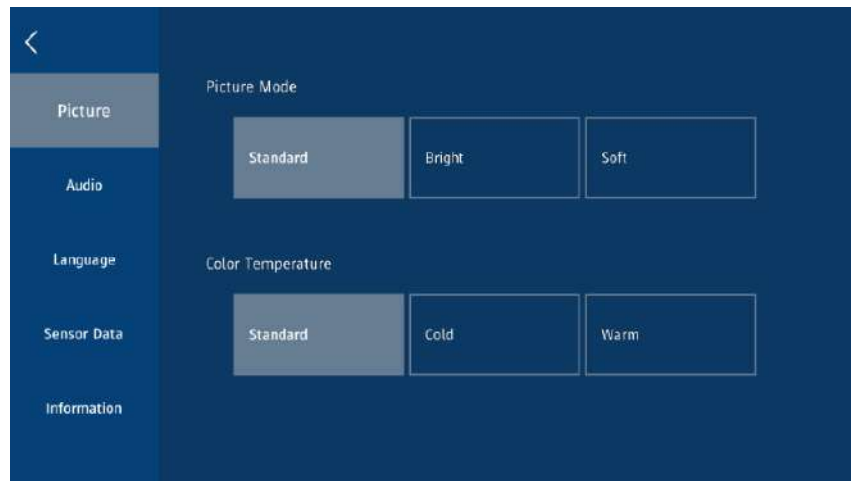 Picture
Audio
Language
Sensor Data
Information
Picture Mode
Standard
Bright
Soft
Color Temperature
Standard
Cold
Warm